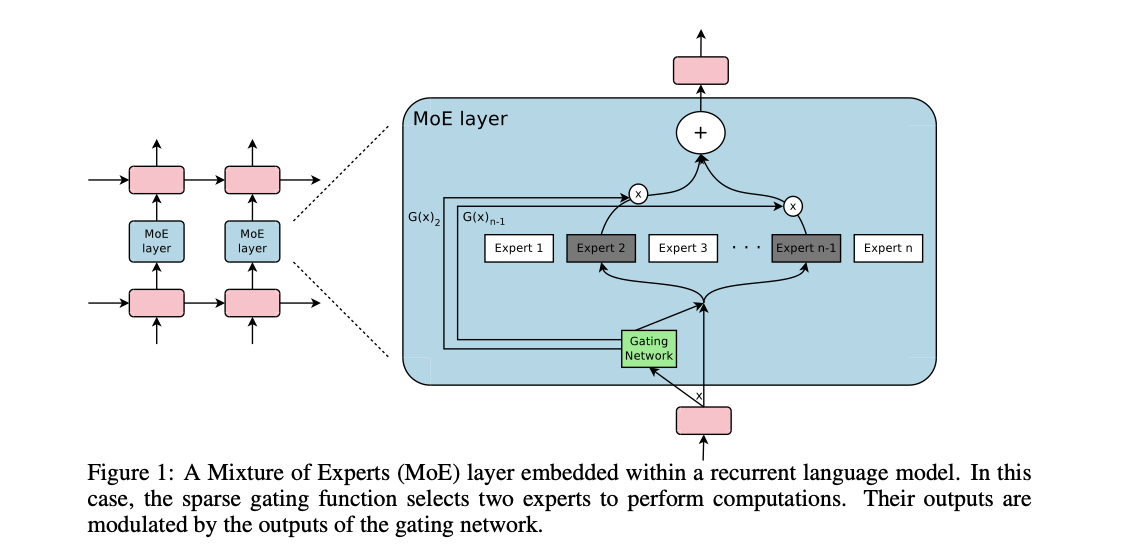 MoE layer
+
x
x
G(x)2
G(x)n-1
MoE
layer
MoE
layer
Expert 1
Expert 2
Expert 3
. . .
Expert n-1
Expert n
Gating
Network
x
Figure 1: A Mixture of Experts (MoE) layer embedded within a recurrent language model. In this
case, the sparse gating function selects two experts to perform computations. Their outputs are
modulated by the outputs of the gating network.